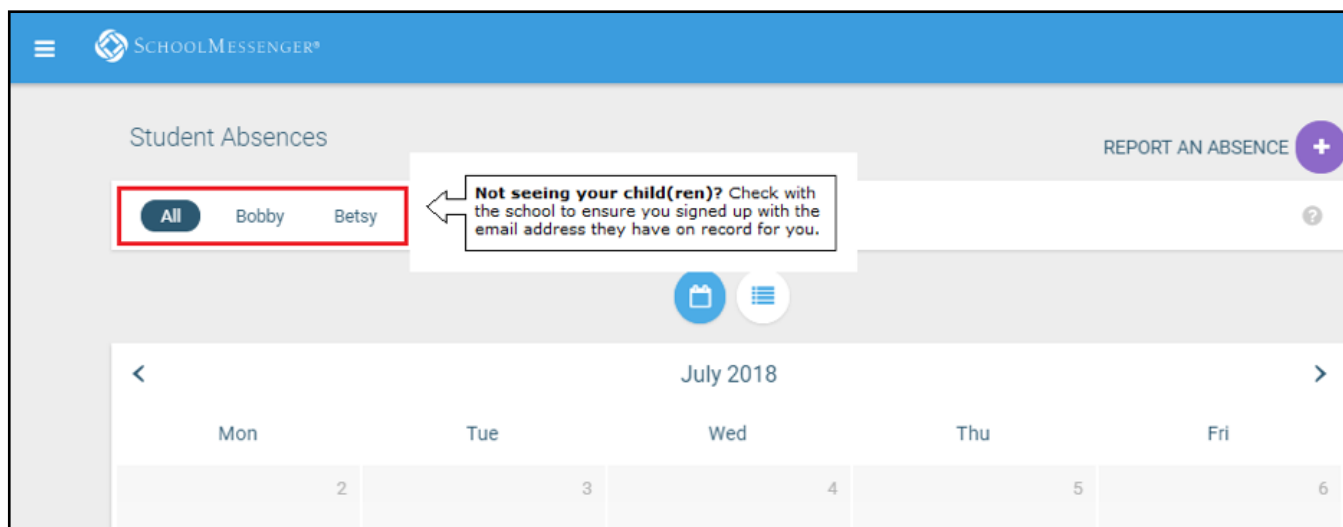 SCHOOLMESSENGER®
Student Absences
REPORT AN ABSENCE +
All Bobby Betsy
Not seeing your child(ren)? Check with
the school to ensure you signed up with the
email address they have on record for you.
?
< July 2018 >
Mon Tue Wed Thu Fri
2 3 4 5 6